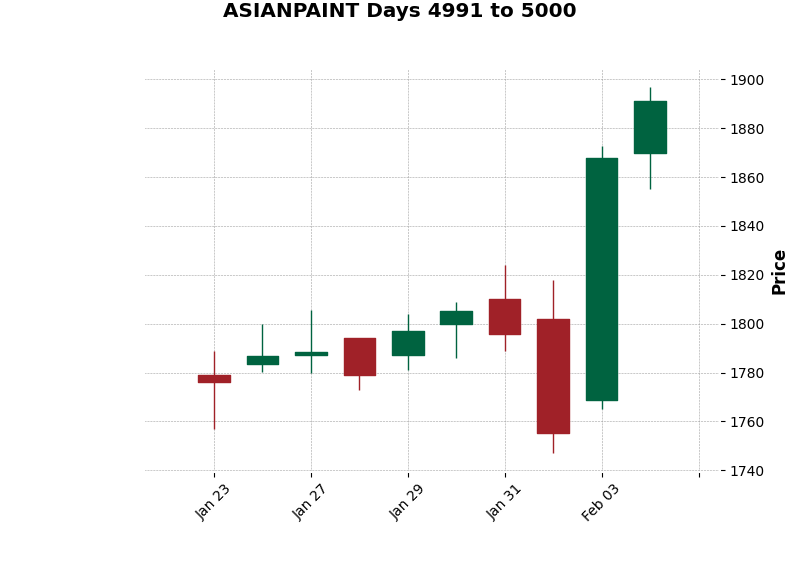 ASIANPAINT Days 4991 to 5000
1900
1880
1860
1840
1820
1800
1780
1760
1740
Price
Jan 23
Jan 27
Jan 29
Jan 31
Feb 03